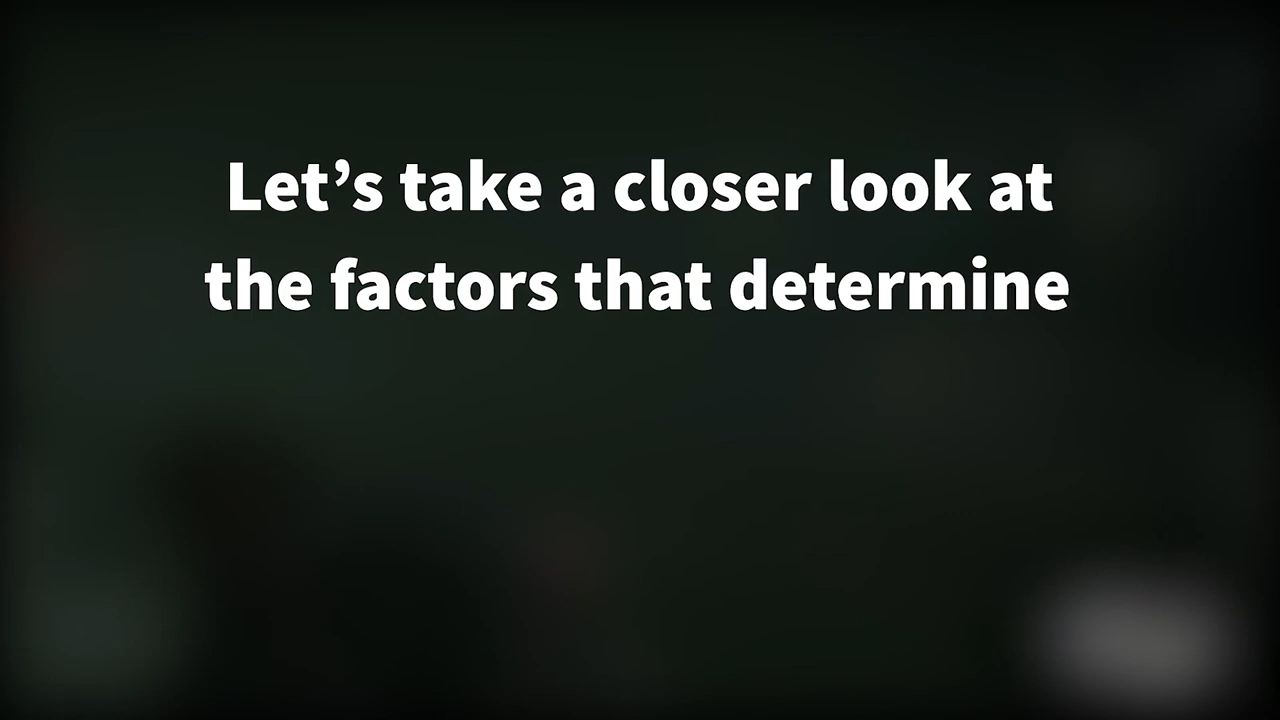 Let’s take a closer look at
the factors that determine